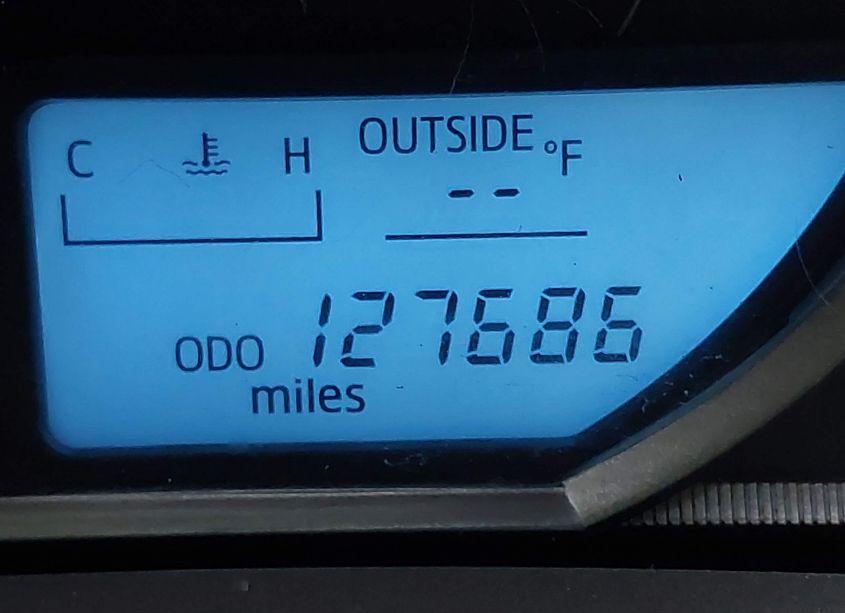 C H OUTSIDE °F
--
ODO 127686
miles